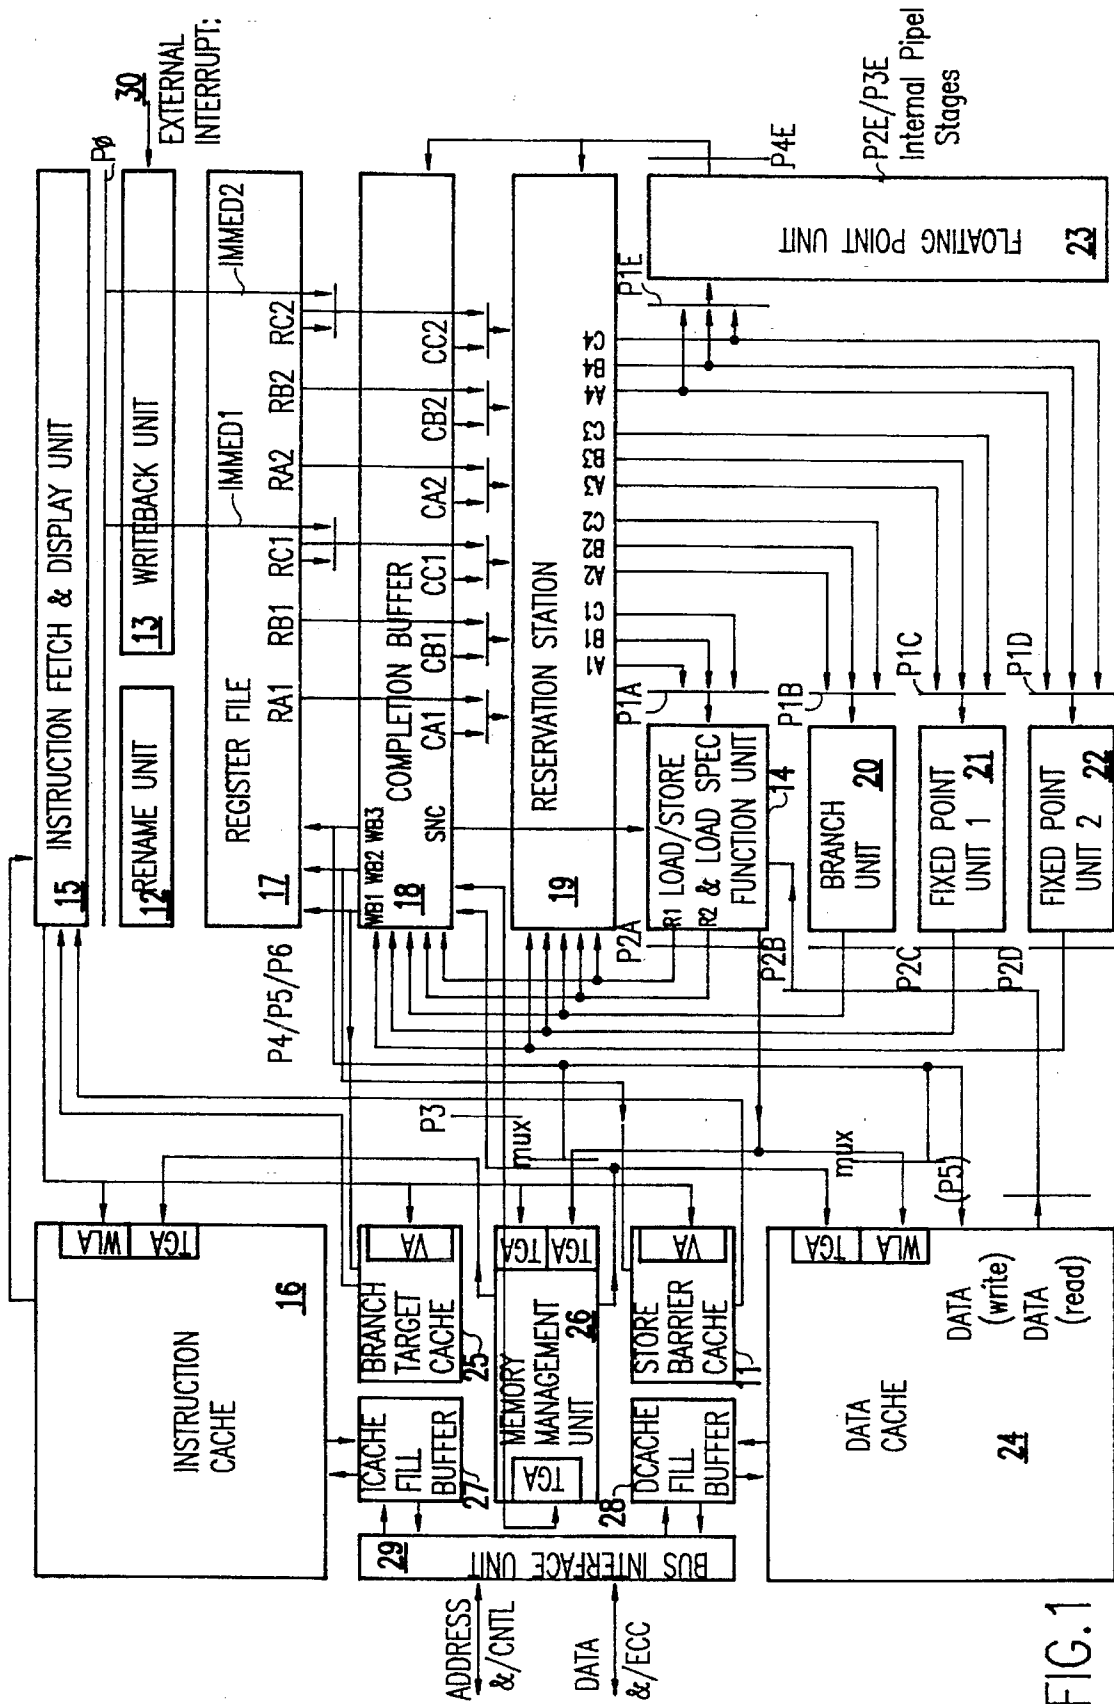 EXTERNAL
INTERRUPT:
30
INSTRUCTION FETCH & DISPLAY UNIT
15
PØ
RENAME UNIT
12
13 WRITEBACK UNIT
REGISTER FILE
17
RA1
RB1
RC1
RA2
RB2
RC2
IMMED1
IMMED2
P4/P5/P6
WB1 WB2 WB3
COMPLETION BUFFER
18
SNC
CA1
CB1
CC1
CA2
CB2
CC2
RESERVATION STATION
19
A1
B1
C1
A2
B2
C2
A3
B3
C3
A4
B4
C4
P1A
P1B
P1C
P1D
P1E
P4E
R1 LOAD/STORE
R2 & LOAD SPEC
FUNCTION UNIT
14
BRANCH
UNIT
20
FIXED POINT
UNIT 1
21
FIXED POINT
UNIT 2
22
FLOATING POINT UNIT
23
P2E/P3E
Internal Pipel
Stages
P2A
P2B
P2C
P2D
P3
mux
mux
(P5)
INSTRUCTION
CACHE
16
WLA
TGA
BRANCH
TARGET
CACHE
25
VA
ICACHE
FILL
BUFFER
27
MEMORY
MANAGEMENT
UNIT
26
TGA
TGA
TGA
STORE
BARRIER
CACHE
11
VA
DCACHE
FILL
BUFFER
28
DATA
CACHE
24
TGA
WLA
DATA
(write)
DATA
(read)
BUS INTERFACE UNIT
29
ADDRESS
&/CNTL
DATA
&/ECC
FIG.1